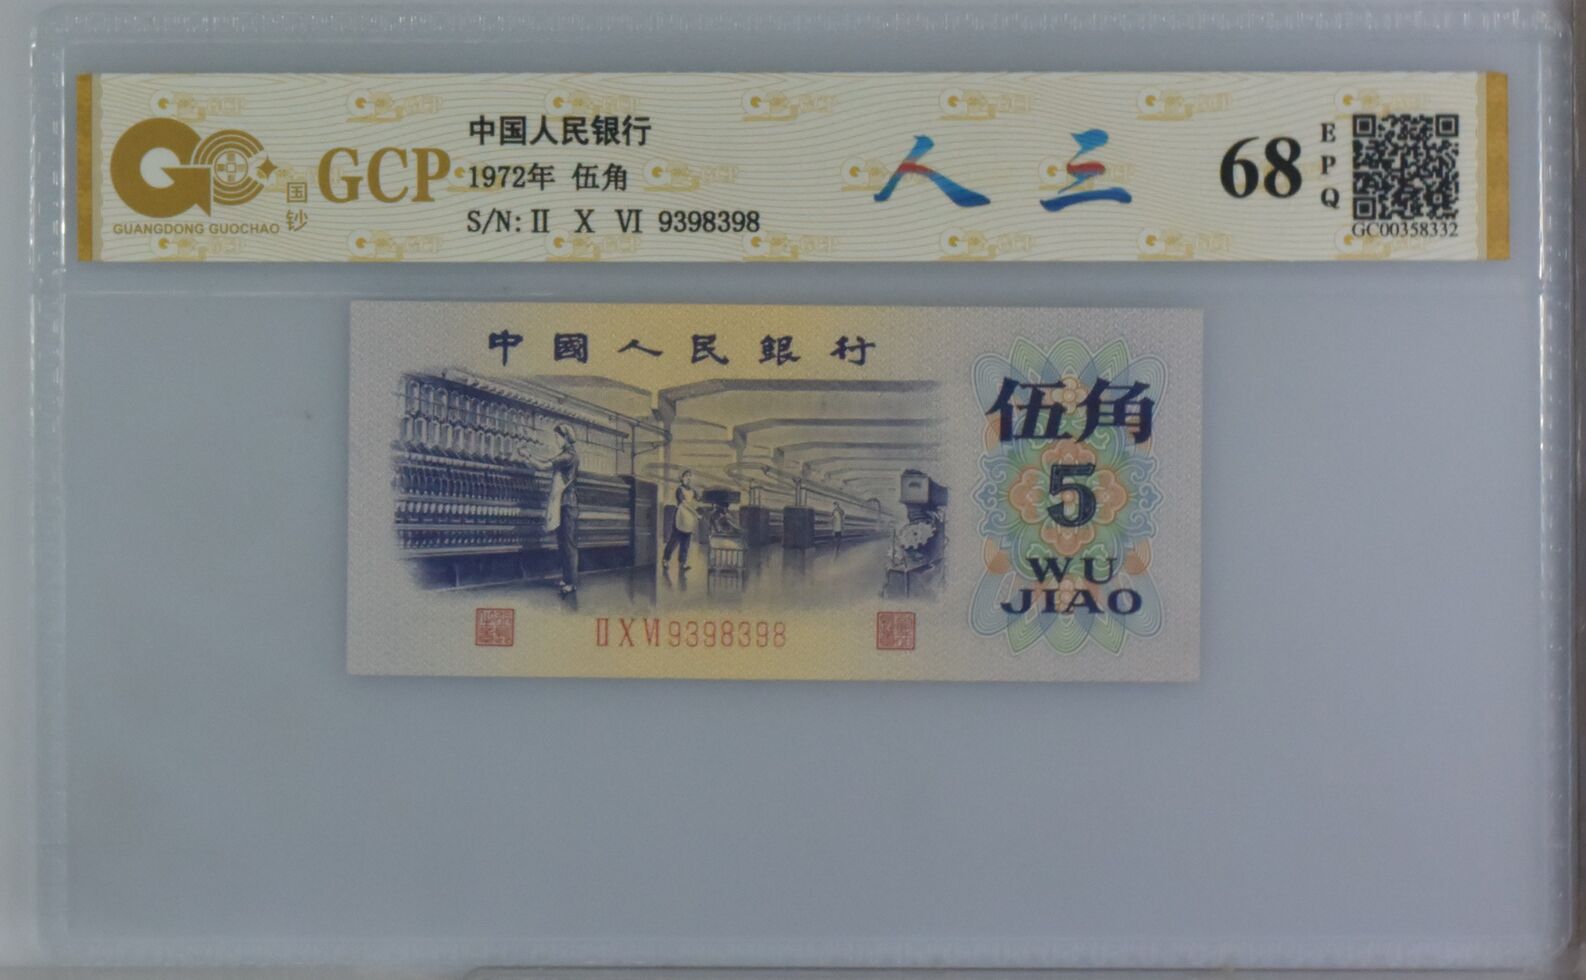 中国人民银行
1972年 伍角
S/N: II X VI 9398398
GCP
国钞
GUANGDONG GUOCHAO
人 三
68
EPQ
GC00358332
中國人民銀行
伍角
5
WU
JIAO
II X VI 9398398